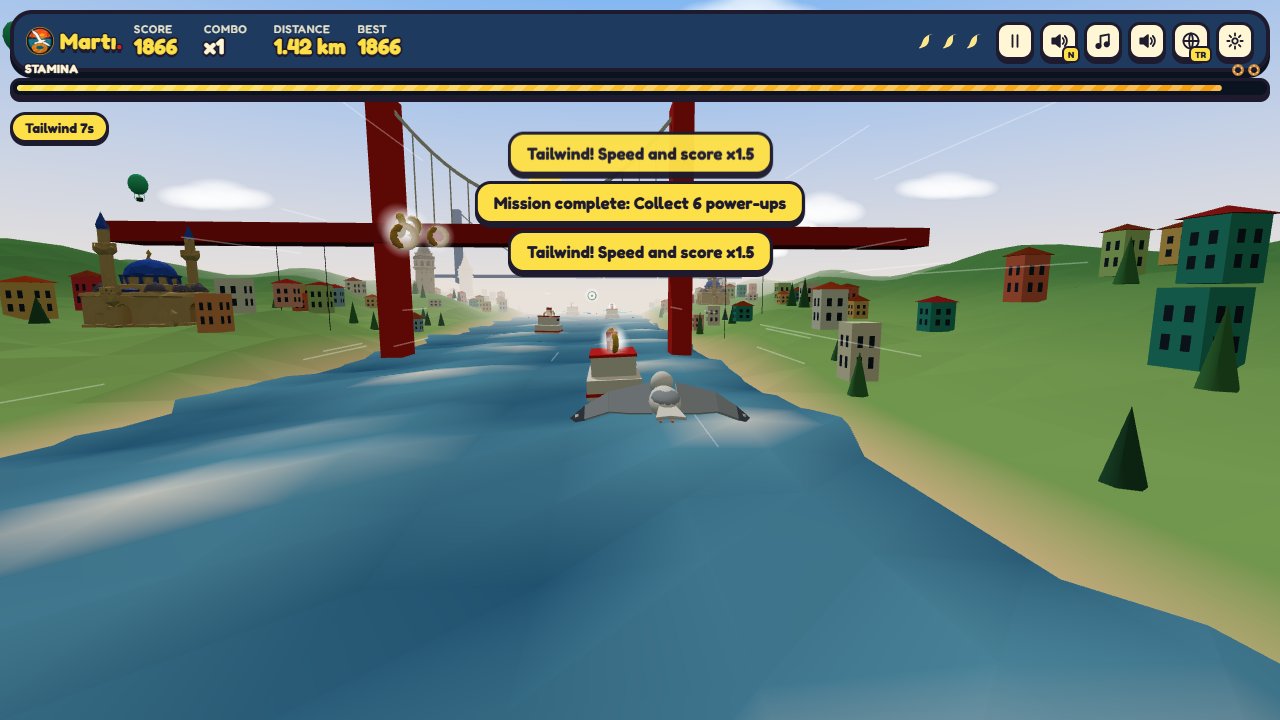 Martı.
SCORE
1866
COMBO
x1
DISTANCE
1.42 km
BEST
1866
N
TR
STAMINA
Tailwind 7s
Tailwind! Speed and score x1.5
Mission complete: Collect 6 power-ups
Tailwind! Speed and score x1.5